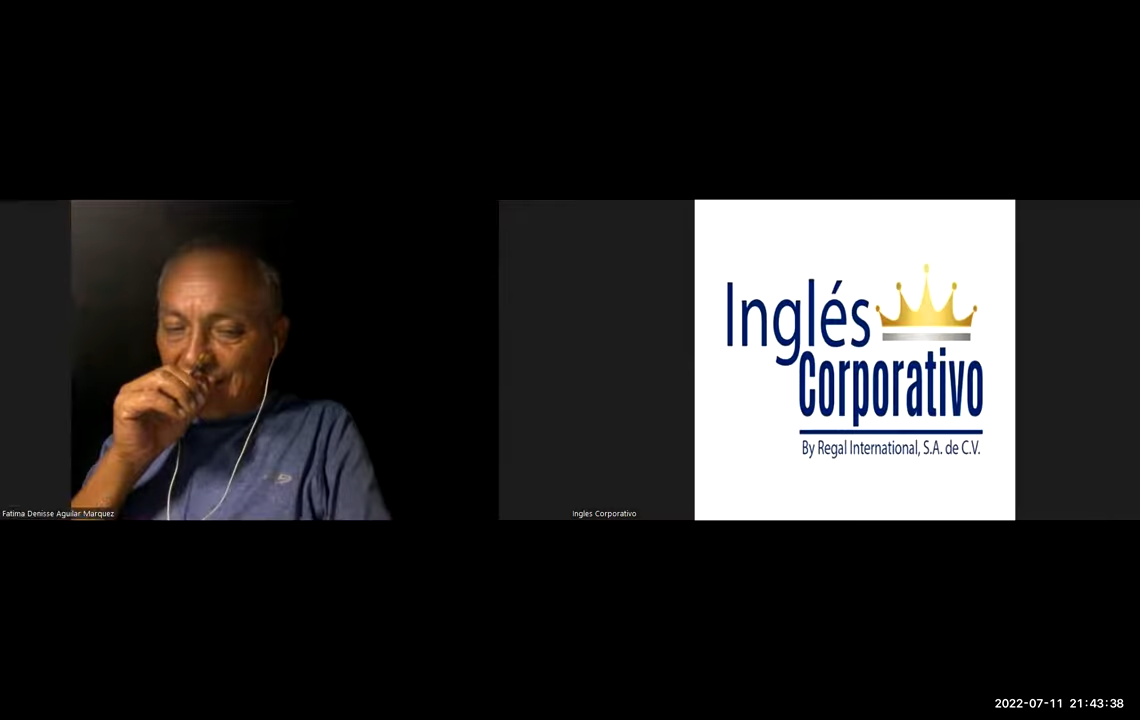 Inglés
Corporativo
By Regal International, S.A. de C.V.
Fatima Denisse Aguilar Marquez
Ingles Corporativo
2022-07-11 21:43:38